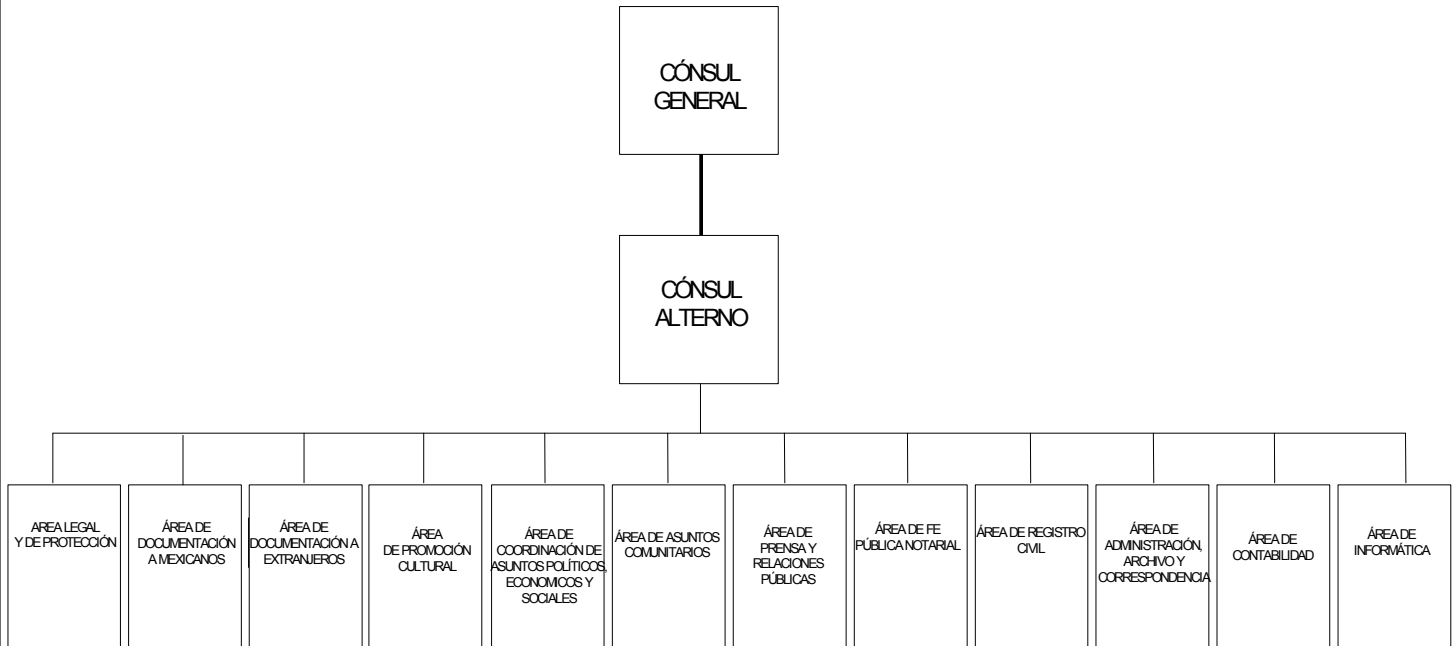 CÓNSUL
GENERAL
CÓNSUL
ALTERNO
AREA LEGAL
Y DE PROTECCIÓN
ÁREA DE
DOCUMENTACIÓN
A MEXICANOS
ÁREA DE
DOCUMENTACIÓN A
EXTRANJEROS
ÁREA
DE PROMOCIÓN
CULTURAL
ÁREA DE
COORDINACIÓN DE
ASUNTOS POLÍTICOS,
ECONOMICOS Y
SOCIALES
ÁREA DE ASUNTOS
COMUNITARIOS
ÁREA DE
PRENSA Y
RELACIONES
PÚBLICAS
ÁREA DE FE
PÚBLICA NOTARIAL
ÁREA DE REGISTRO
CIVIL
ÁREA DE
ADMINISTRACIÓN,
ARCHIVO Y
CORRESPONDENCIA
ÁREA DE
CONTABILIDAD
ÁREA DE
INFORMÁTICA